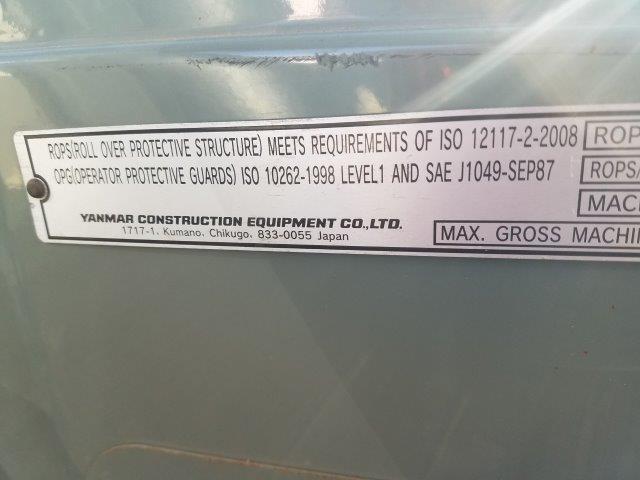 ROPS(ROLL OVER PROTECTIVE STRUCTURE) MEETS REQUIREMENTS OF ISO 12117-2-2008 ROP
OPG(OPERATOR PROTECTIVE GUARDS) ISO 10262-1998 LEVEL1 AND SAE J1049-SEP87 ROPS/
MAC
YANMAR CONSTRUCTION EQUIPMENT CO.,LTD.
1717-1, Kumano, Chikugo, 833-0055 Japan
MAX. GROSS MACHI